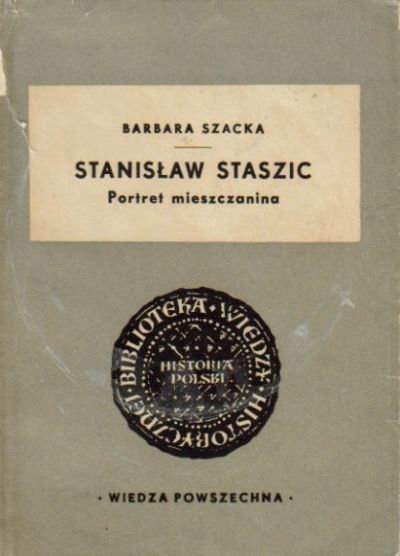 BARBARA SZACKA
STANISŁAW STASZIC
Portret mieszczanina
BIBLIOTEKA · WIEDZY · HISTORYCZNEJ ·
HISTORIA
POLSKI
· WIEDZA POWSZECHNA ·